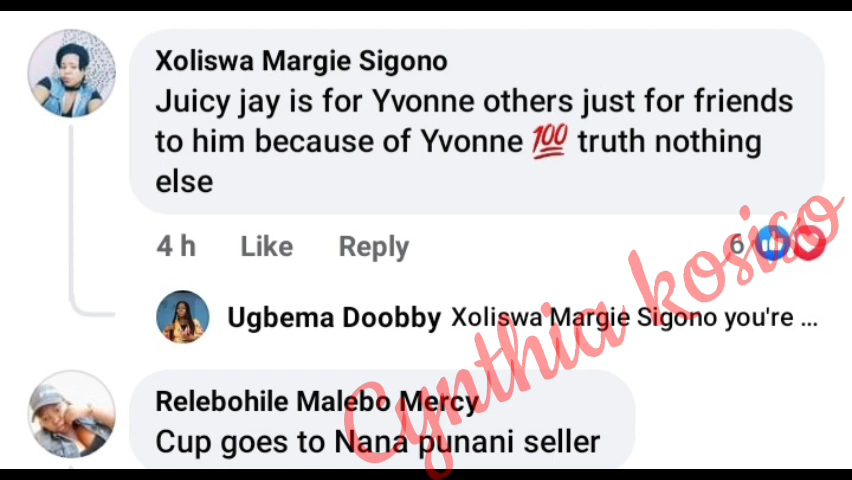 Xoliswa Margie Sigono
Juicy jay is for Yvonne others just for friends
to him because of Yvonne 💯 truth nothing
else
4 h Like Reply 6
Ugbema Doobby Xoliswa Margie Sigono you're ...
Cynthia kosiso
Relebohile Malebo Mercy
Cup goes to Nana punani seller